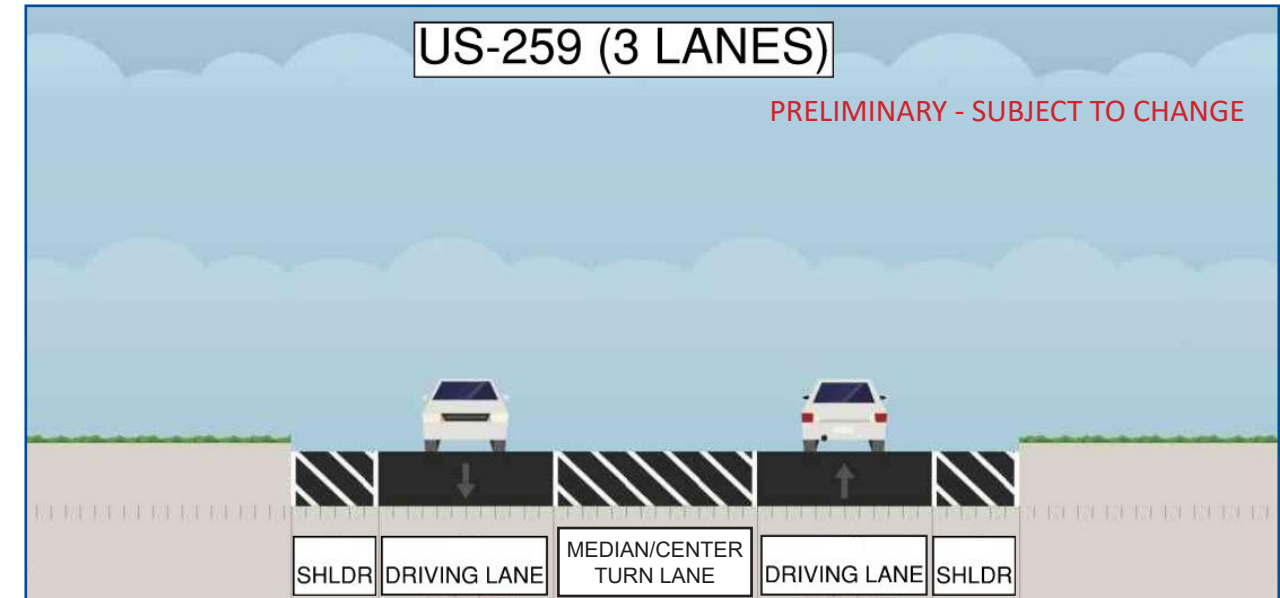 US-259 (3 LANES)
PRELIMINARY - SUBJECT TO CHANGE
SHLDR
DRIVING LANE
MEDIAN/CENTER
TURN LANE
DRIVING LANE
SHLDR